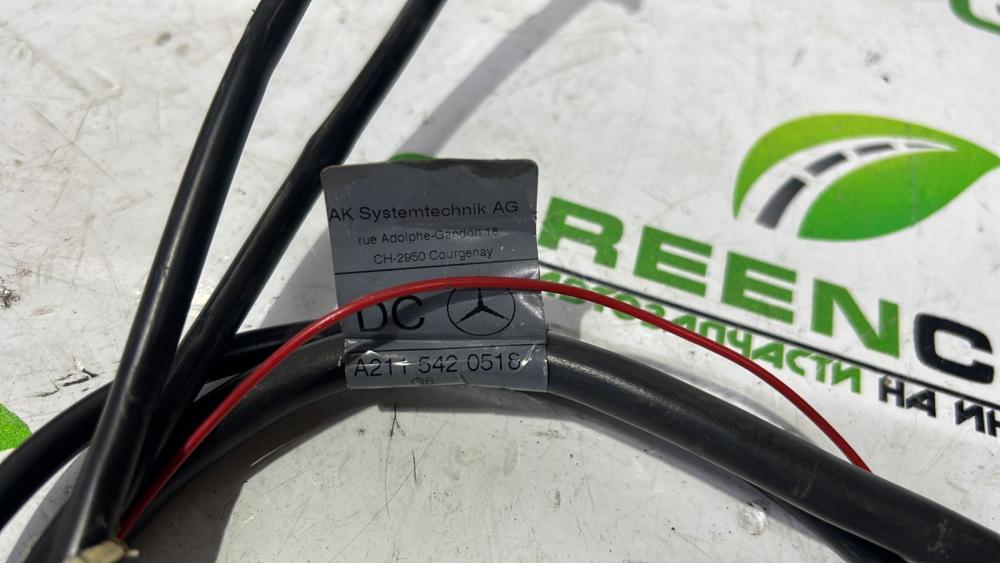 AK Systemtechnik AG
rue Adolphe-Gandon 18
CH-2950 Courgenay
DC
A211 542 0518
REENC
АВТОЗАПЧАСТИ НА ИН